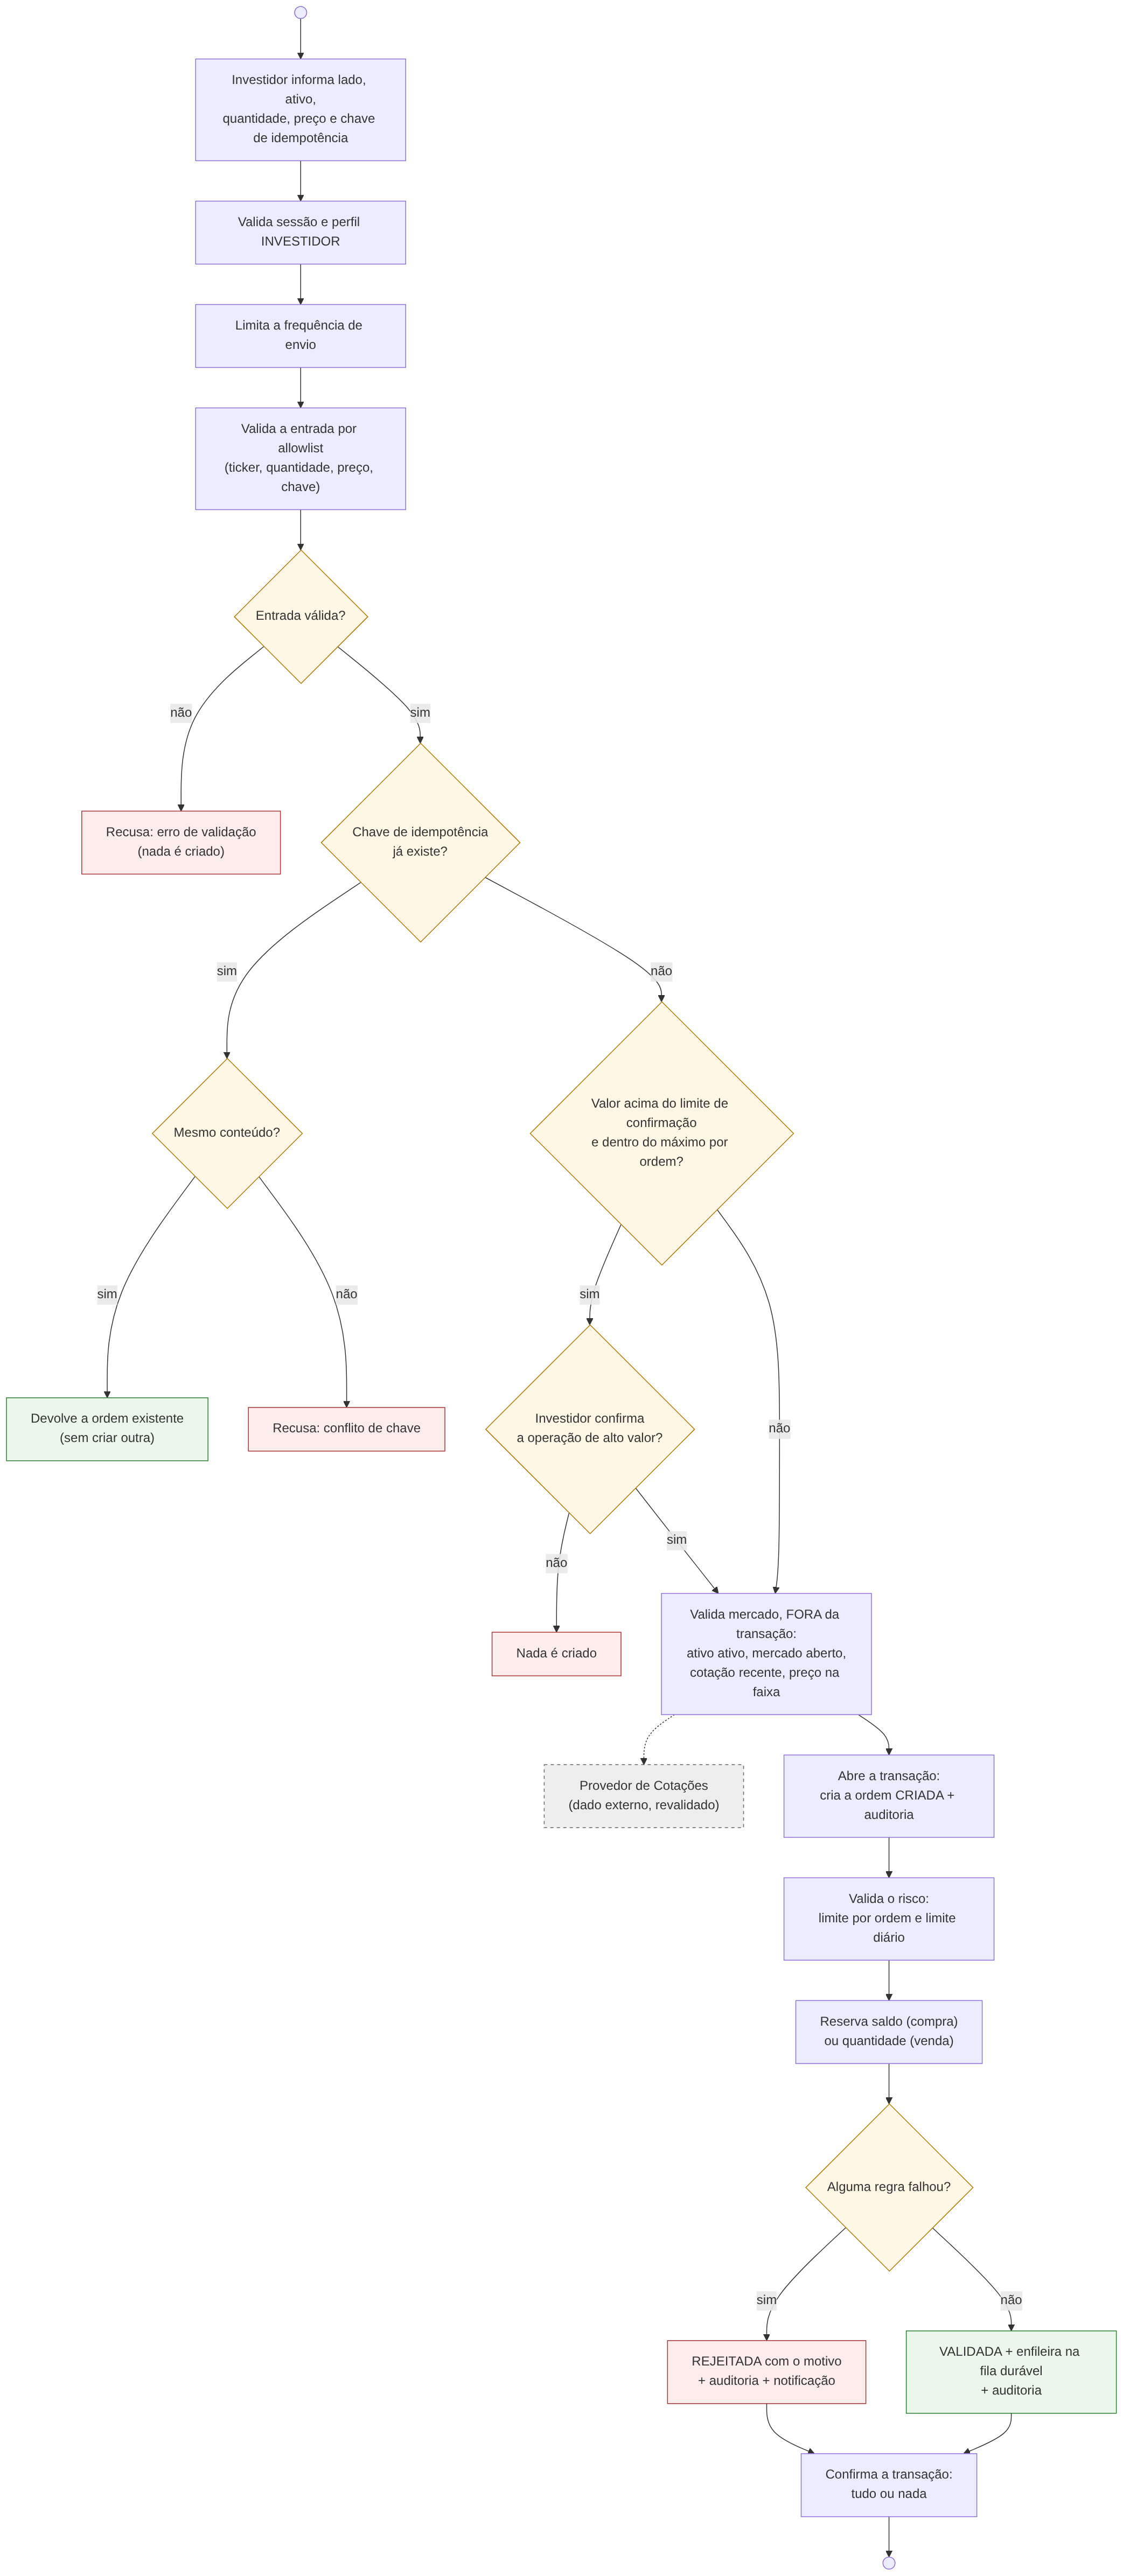 Investidor informa lado,
ativo,
quantidade, preço e chave
de idempotência
Valida sessão e perfil
INVESTIDOR
Limita a frequência de
envio
Valida a entrada por
allowlist
(ticker, quantidade, preço,
chave)
Entrada válida?
não
sim
Recusa: erro de validação
(nada é criado)
Chave de idempotência
já existe?
sim
não
Mesmo conteúdo?
Valor acima do limite de
confirmação
e dentro do máximo por
ordem?
sim
não
sim
não
Devolve a ordem existente
(sem criar outra)
Recusa: conflito de chave
Investidor confirma
a operação de alto valor?
não
sim
Nada é criado
Valida mercado, FORA da
transação:
ativo ativo, mercado aberto,
cotação recente, preço na
faixa
Provedor de Cotações
(dado externo, revalidado)
Abre a transação:
cria a ordem CRIADA +
auditoria
Valida o risco:
limite por ordem e limite
diário
Reserva saldo (compra)
ou quantidade (venda)
Alguma regra falhou?
sim
não
REJEITADA com o motivo
+ auditoria + notificação
VALIDADA + enfileira na
fila durável
+ auditoria
Confirma a transação:
tudo ou nada